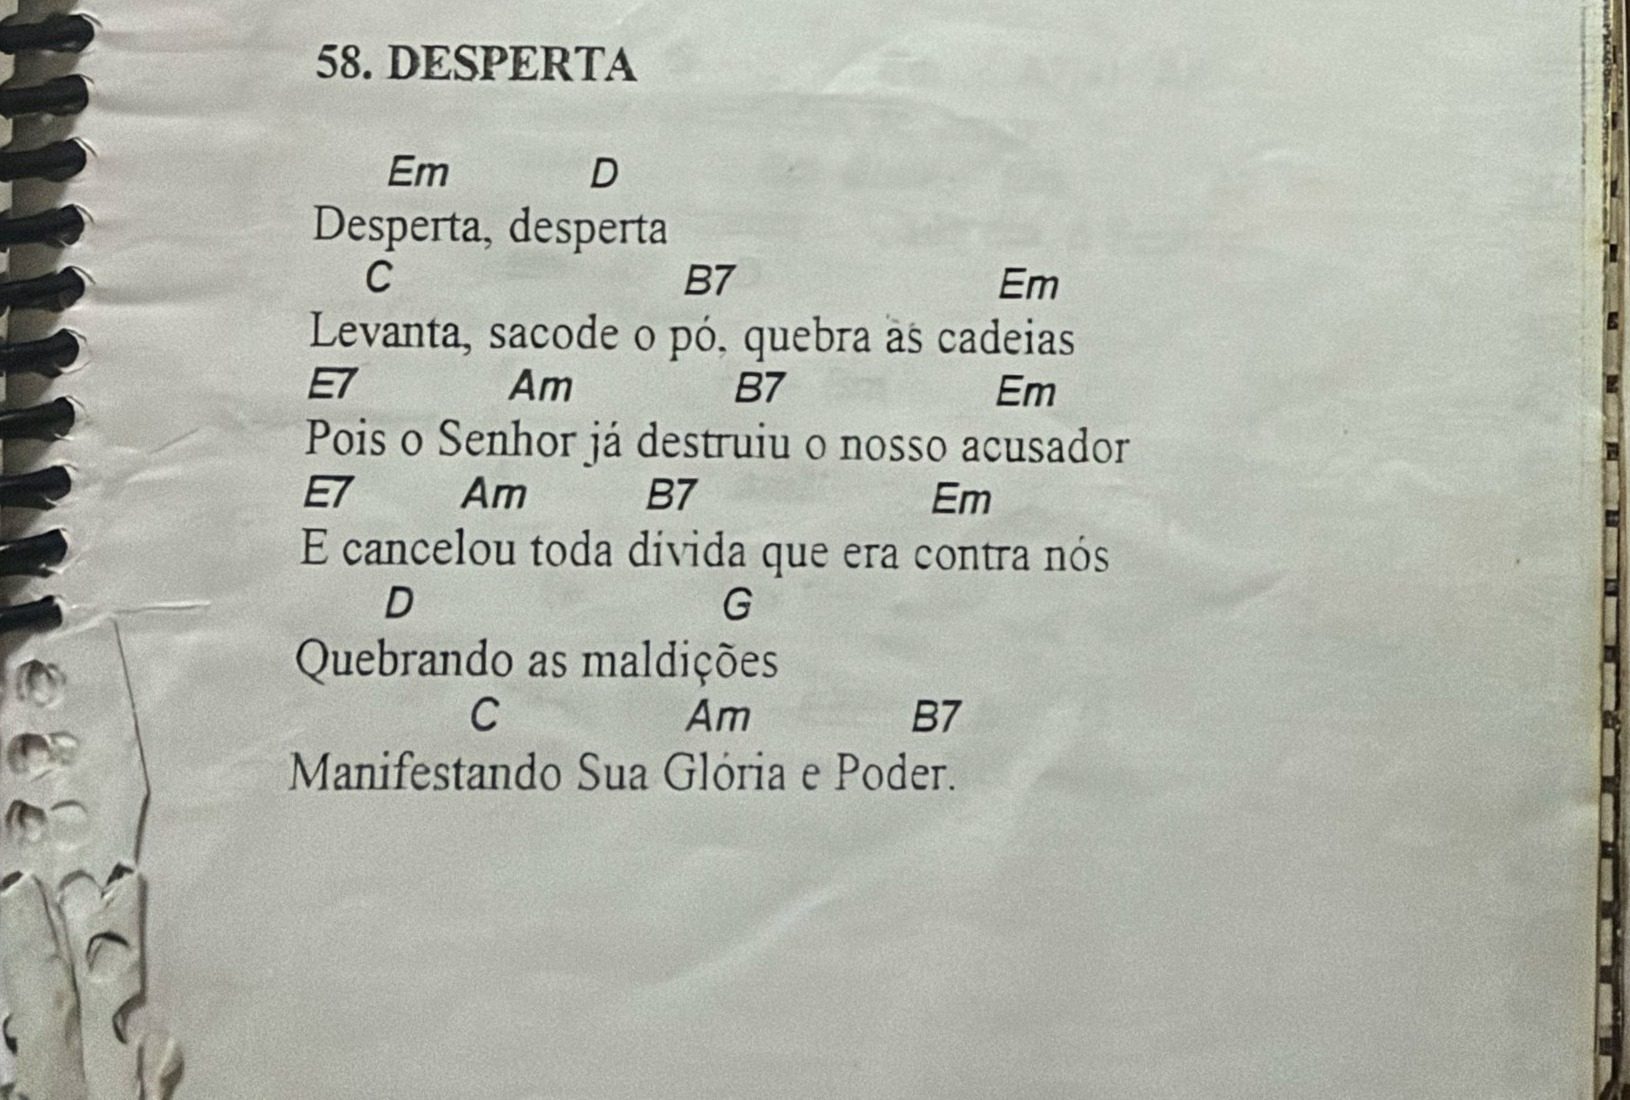 58. DESPERTA
Em D
Desperta, desperta
C B7 Em
Levanta, sacode o pó, quebra as cadeias
E7 Am B7 Em
Pois o Senhor já destruiu o nosso acusador
E7 Am B7 Em
E cancelou toda dívida que era contra nós
D G
Quebrando as maldições
C Am B7
Manifestando Sua Glória e Poder.